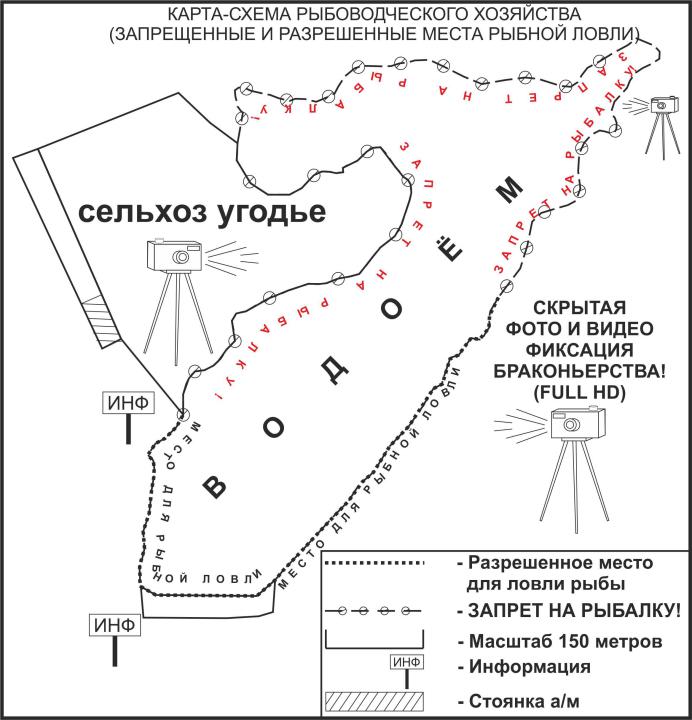 КАРТА-СХЕМА РЫБОВОДЧЕСКОГО ХОЗЯЙСТВА
(ЗАПРЕЩЕННЫЕ И РАЗРЕШЕННЫЕ МЕСТА РЫБНОЙ ЛОВЛИ)
ЗАПРЕТ НА РЫБАЛКУ!
ЗАПРЕТ НА РЫБАЛКУ!
ЗАПРЕТ НА РЫБАЛКУ!
сельхоз угодье
ВОДОЁМ
СКРЫТАЯ
ФОТО И ВИДЕО
ФИКСАЦИЯ
БРАКОНЬЕРСТВА!
(FULL HD)
ИНФ
МЕСТО ДЛЯ РЫБНОЙ ЛОВЛИ
МЕСТО ДЛЯ РЫБНОЙ ЛОВЛИ
ИНФ
- Разрешенное место
для ловли рыбы
- ЗАПРЕТ НА РЫБАЛКУ!
- Масштаб 150 метров
ИНФ - Информация
- Стоянка а/м